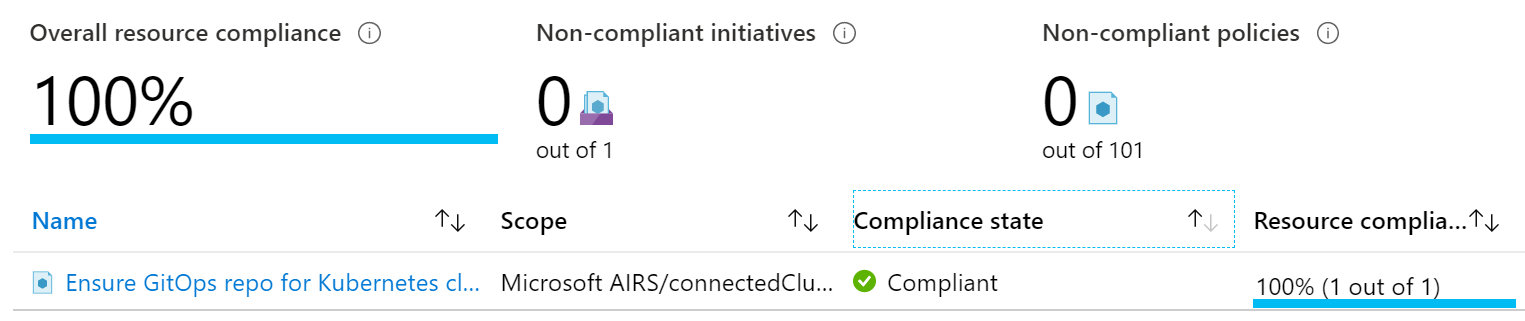 Overall resource compliance
Non-compliant initiatives
Non-compliant policies
100%
0
0
out of 1
out of 101
Name
Scope
Compliance state
Resource complia...
Ensure GitOps repo for Kubernetes cl...
Microsoft AIRS/connectedClu...
Compliant
100% (1 out of 1)